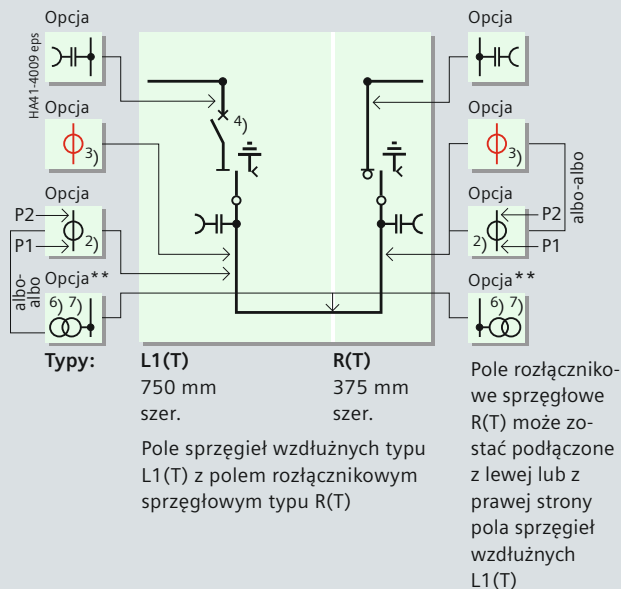 Opcja
Opcja
HA41-4009 eps
4)
Opcja
3)
3)
Opcja
Opcja
P2
P1
2)
2)
P2
P1
albo-albo
albo-
albo
Opcja**
6) 7)
Opcja**
6) 7)
Typy:
L1(T)
750 mm
szer.
R(T)
375 mm
szer.
Pole sprzęgieł wzdłużnych typu
L1(T) z polem rozłącznikowym
sprzęgłowym typu R(T)
Pole rozłączniko-
we sprzęgłowe
R(T) może zo-
stać podłączone
z lewej lub z
prawej strony
pola sprzęgieł
wzdłużnych
L1(T)